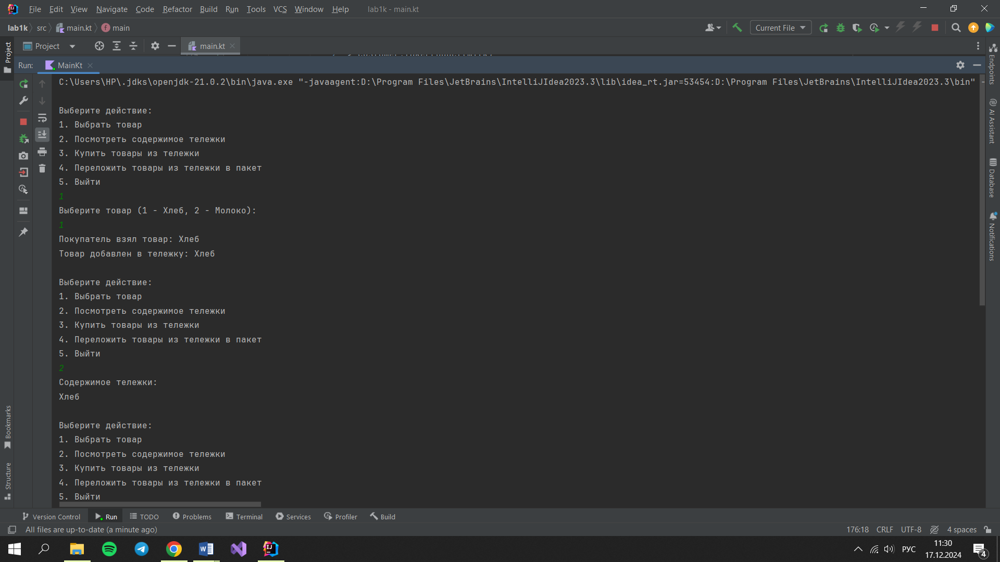 File Edit View Navigate Code Refactor Build Run Tools VCS Window Help lab1k - main.kt
lab1k src main.kt main
Current File
Project
Project main.kt
Run: MainKt
C:\Users\HP\.jdks\openjdk-21.0.2\bin\java.exe "-javaagent:D:\Program Files\JetBrains\IntelliJIdea2023.3\lib\idea_rt.jar=53454:D:\Program Files\JetBrains\IntelliJIdea2023.3\bin"
Выберите действие:
1. Выбрать товар
2. Посмотреть содержимое тележки
3. Купить товары из тележки
4. Переложить товары из тележки в пакет
5. Выйти
1
Выберите товар (1 - Хлеб, 2 - Молоко):
1
Покупатель взял товар: Хлеб
Товар добавлен в тележку: Хлеб
Выберите действие:
1. Выбрать товар
2. Посмотреть содержимое тележки
3. Купить товары из тележки
4. Переложить товары из тележки в пакет
5. Выйти
2
Содержимое тележки:
Хлеб
Выберите действие:
1. Выбрать товар
2. Посмотреть содержимое тележки
3. Купить товары из тележки
4. Переложить товары из тележки в пакет
5. Выйти
Endpoints
AI Assistant
Database
Notifications
Bookmarks
Structure
Version Control Run TODO Problems Terminal Services Profiler Build
All files are up-to-date (a minute ago)
176:18 CRLF UTF-8 4 spaces
РУС
11:30
17.12.2024
4